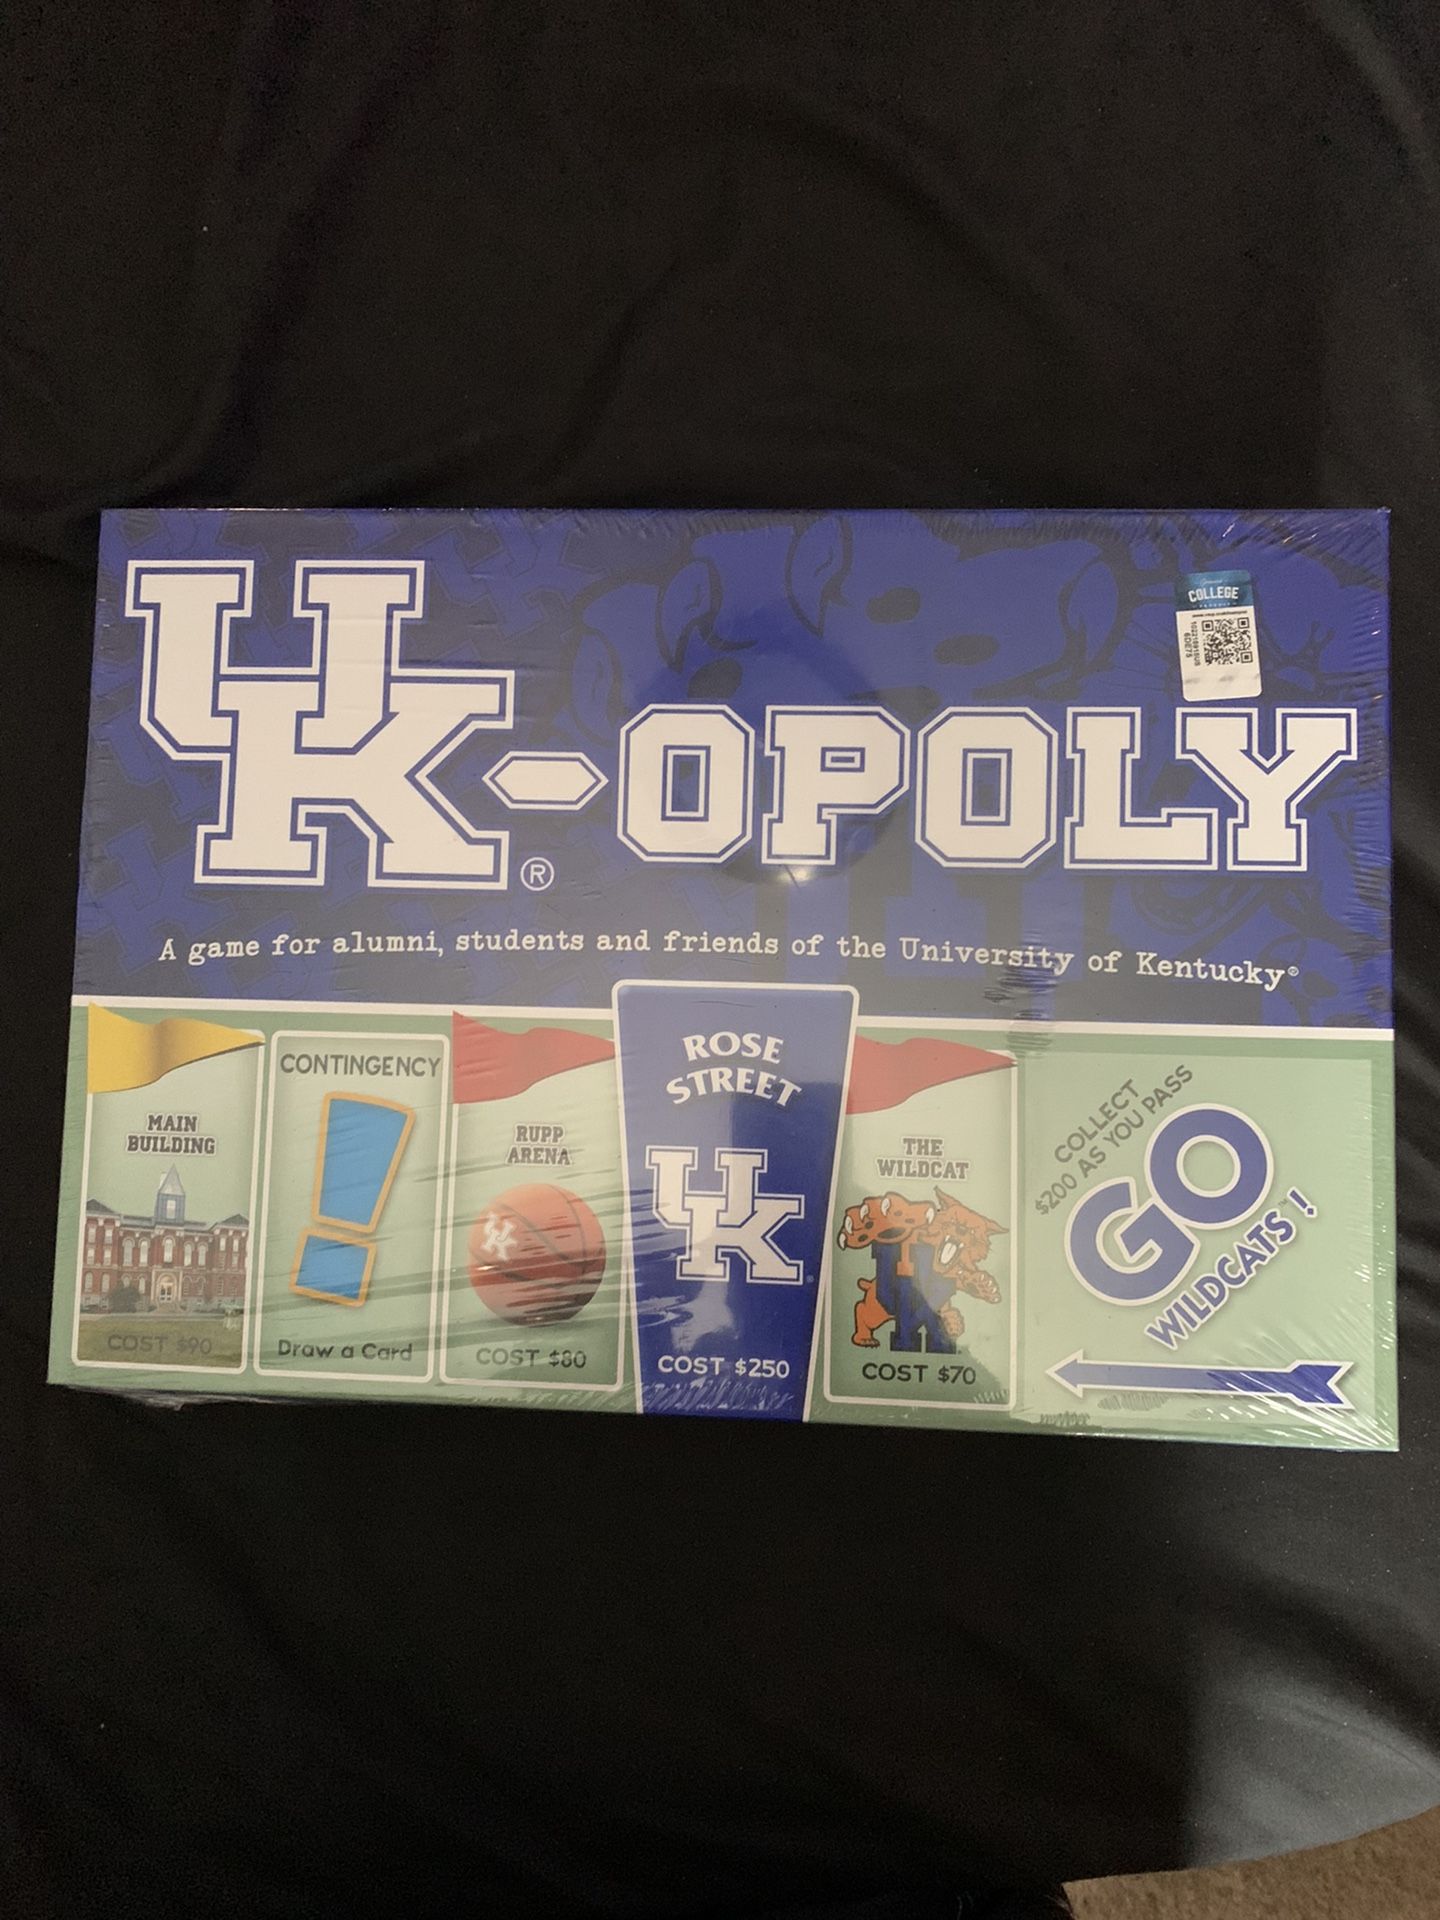 UK-OPOLY
®
COLLEGE
A game for alumni, students and friends of the University of Kentucky®
MAIN
BUILDING
COST $90
CONTINGENCY
!
Draw a Card
RUPP
ARENA
UK
COST $80
ROSE
STREET
UK
COST $250
THE
WILDCAT
UK
COST $70
COLLECT
$200 AS YOU PASS
GO
WILDCATS!